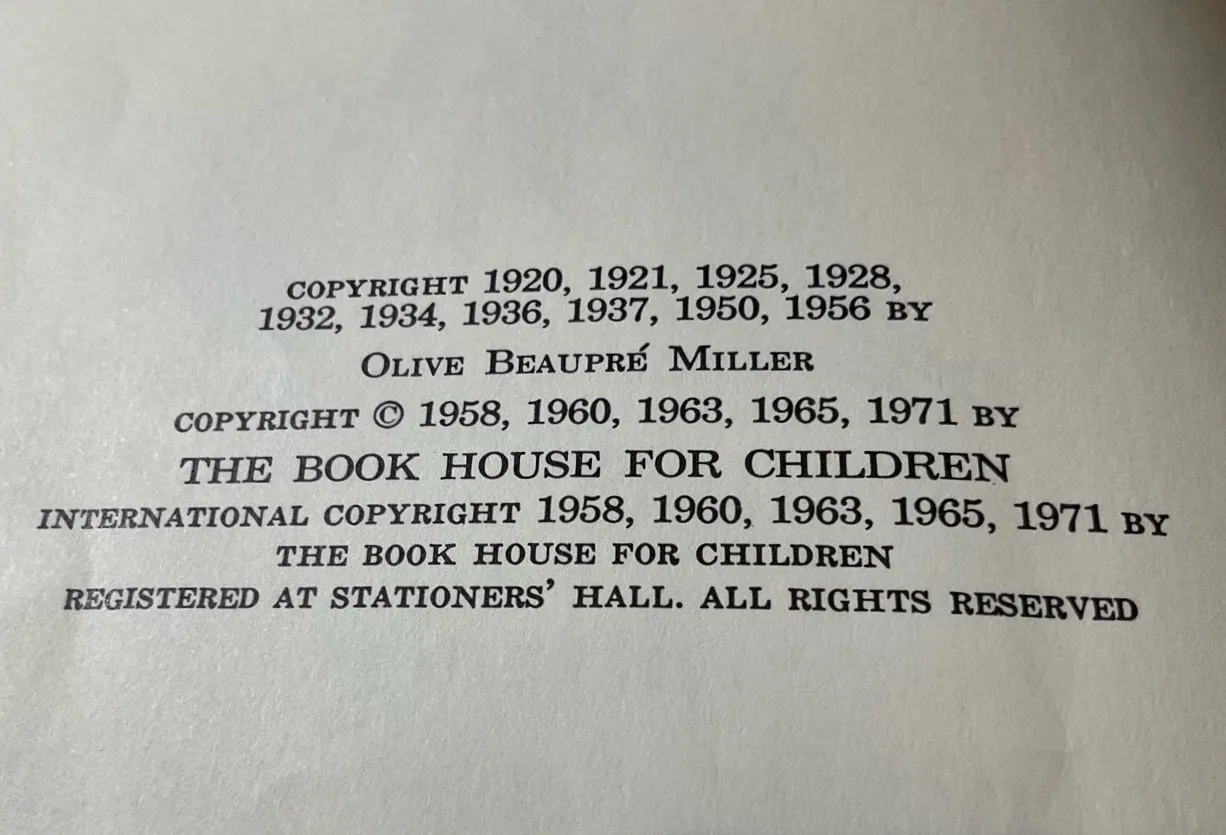 COPYRIGHT 1920, 1921, 1925, 1928,
1932, 1934, 1936, 1937, 1950, 1956 BY
OLIVE BEAUPRÉ MILLER
COPYRIGHT © 1958, 1960, 1963, 1965, 1971 BY
THE BOOK HOUSE FOR CHILDREN
INTERNATIONAL COPYRIGHT 1958, 1960, 1963, 1965, 1971 BY
THE BOOK HOUSE FOR CHILDREN
REGISTERED AT STATIONERS’ HALL. ALL RIGHTS RESERVED